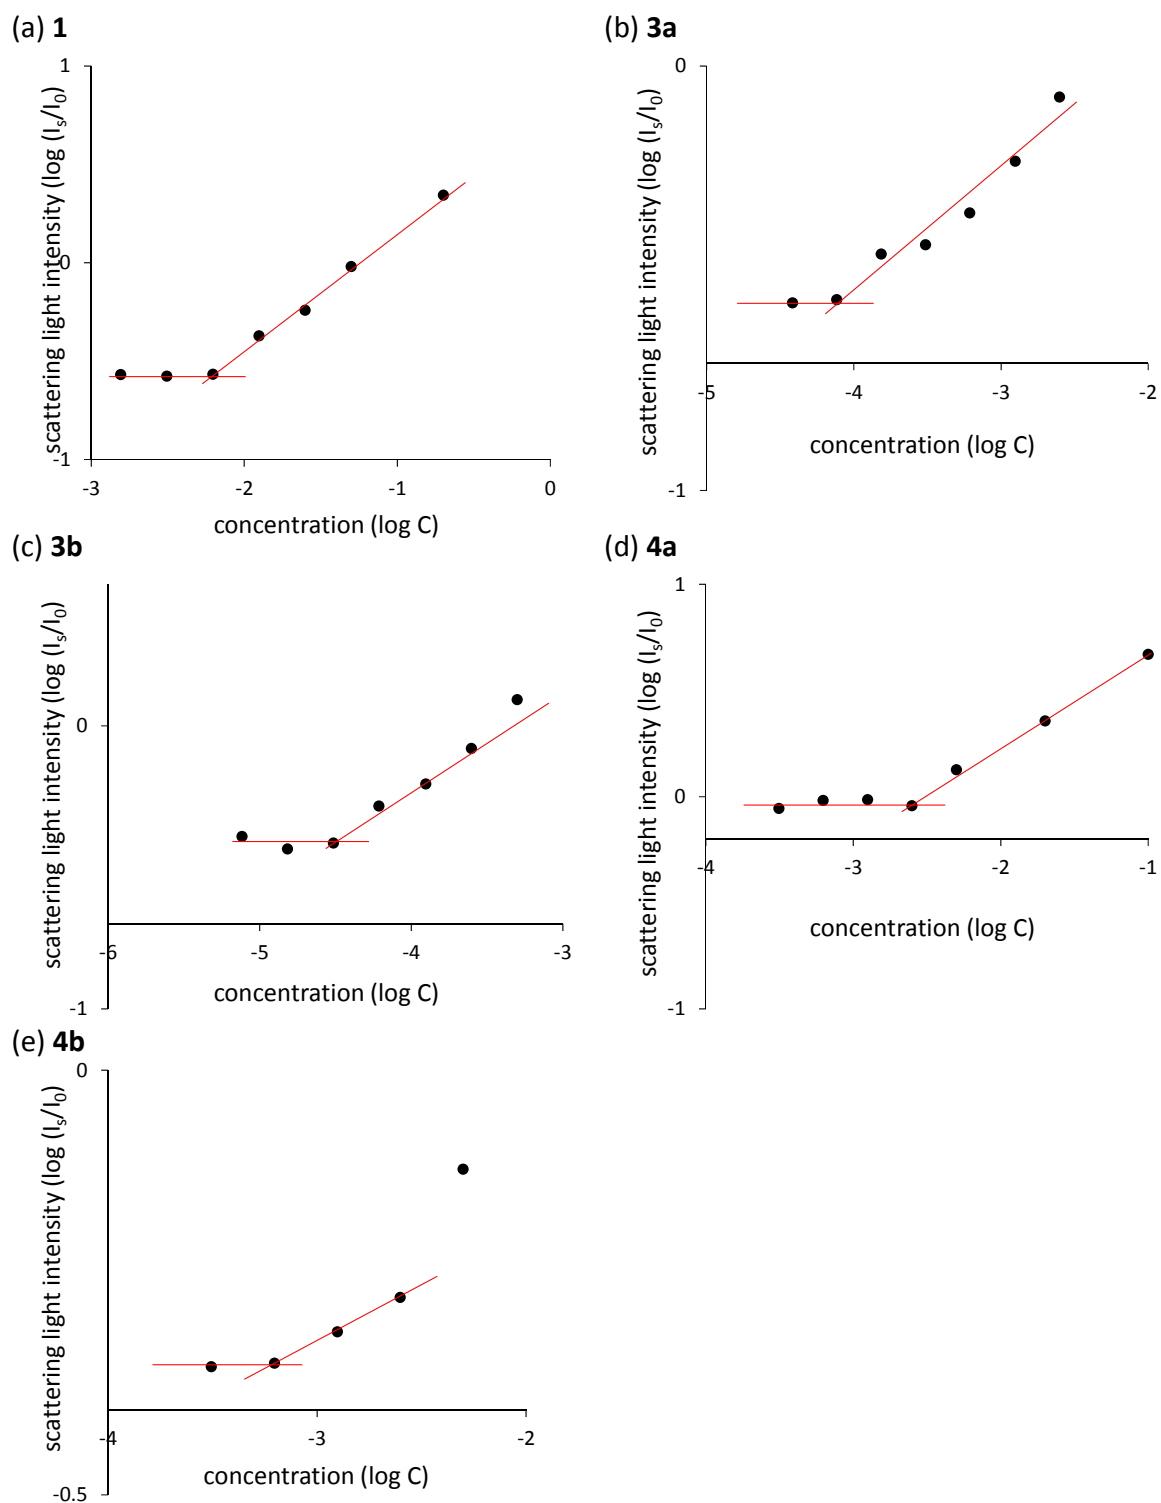 (a) 1
1
0
-1
-3
-2
-1
0
scattering light intensity (log (Is/I0)
concentration (log C)
(b) 3a
0
-1
-5
-4
-3
-2
scattering light intensity (log (Is/I0)
concentration (log C)
(c) 3b
0
-1
-6
-5
-4
-3
scattering light intensity (log (Is/I0)
concentration (log C)
(d) 4a
1
0
-1
-4
-3
-2
-1
scattering light intensity (log (Is/I0)
concentration (log C)
(e) 4b
0
-0.5
-4
-3
-2
scattering light intensity (log (Is/I0)
concentration (log C)